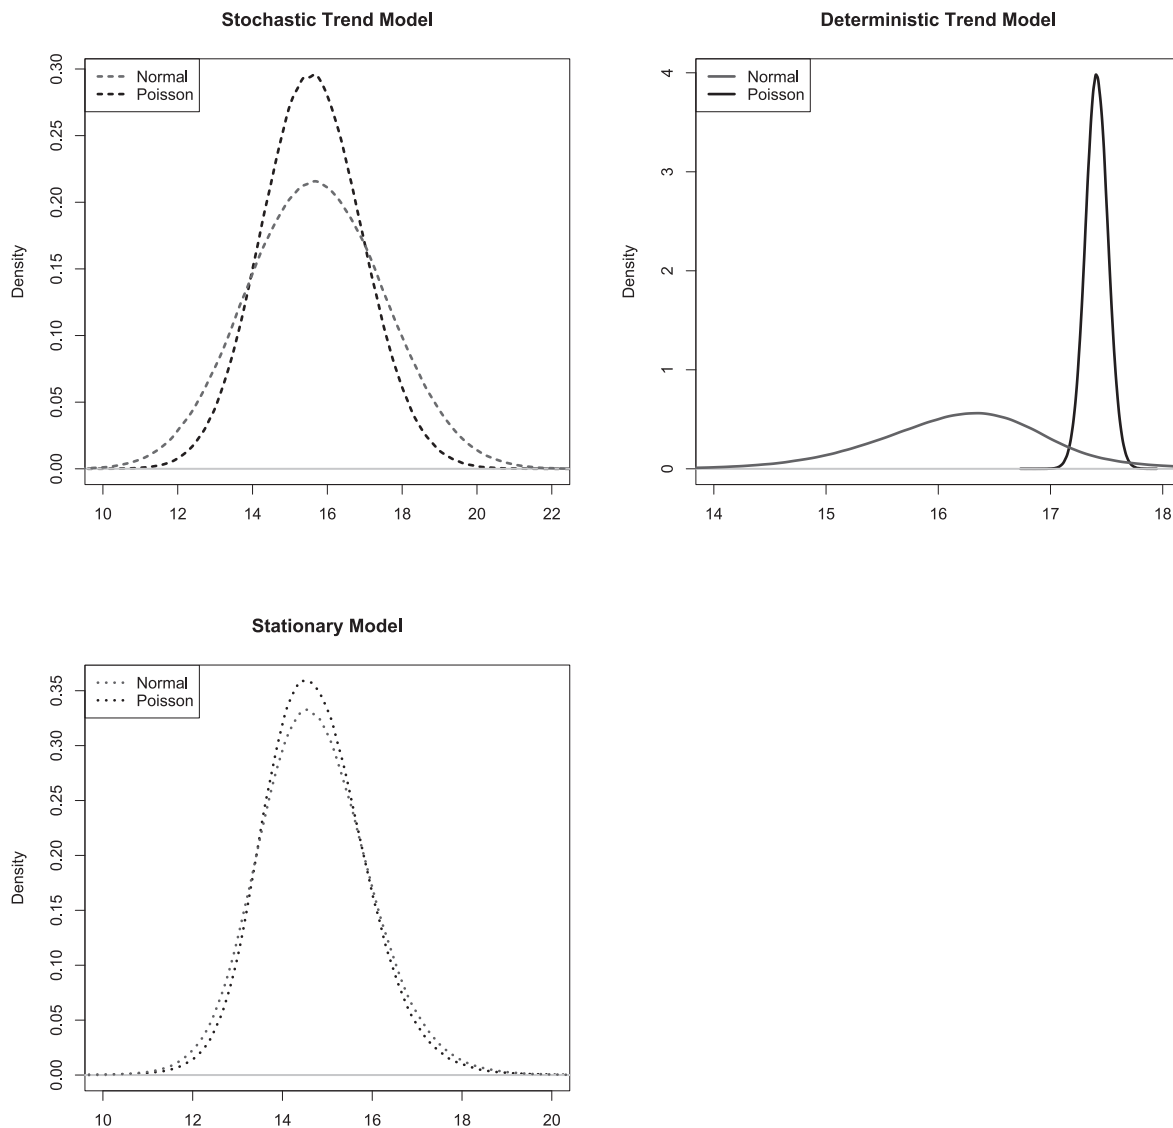 Stochastic Trend Model
Normal
Poisson
Density
0.00
0.05
0.10
0.15
0.20
0.25
0.30
10 12 14 16 18 20 22
Deterministic Trend Model
Normal
Poisson
Density
0
1
2
3
4
14 15 16 17 18
Stationary Model
Normal
Poisson
Density
0.00
0.05
0.10
0.15
0.20
0.25
0.30
0.35
10 12 14 16 18 20